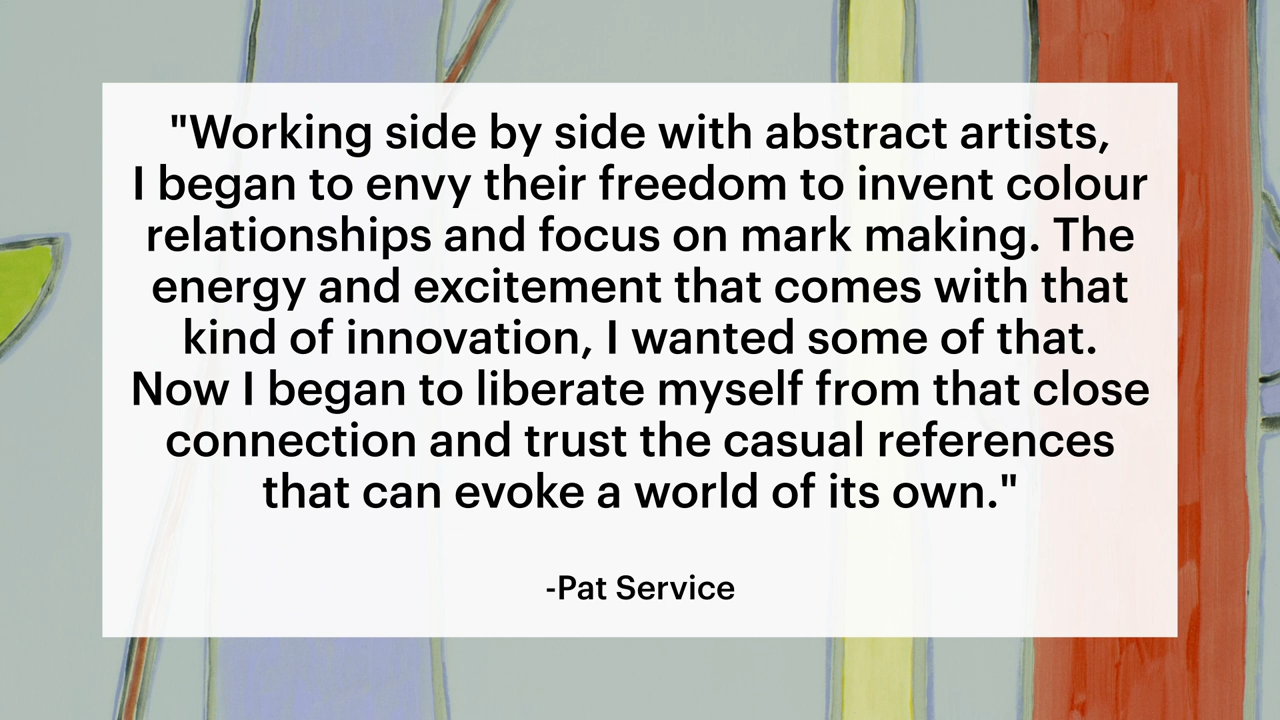 "Working side by side with abstract artists,
I began to envy their freedom to invent colour
relationships and focus on mark making. The
energy and excitement that comes with that
kind of innovation, I wanted some of that.
Now I began to liberate myself from that close
connection and trust the casual references
that can evoke a world of its own."
-Pat Service